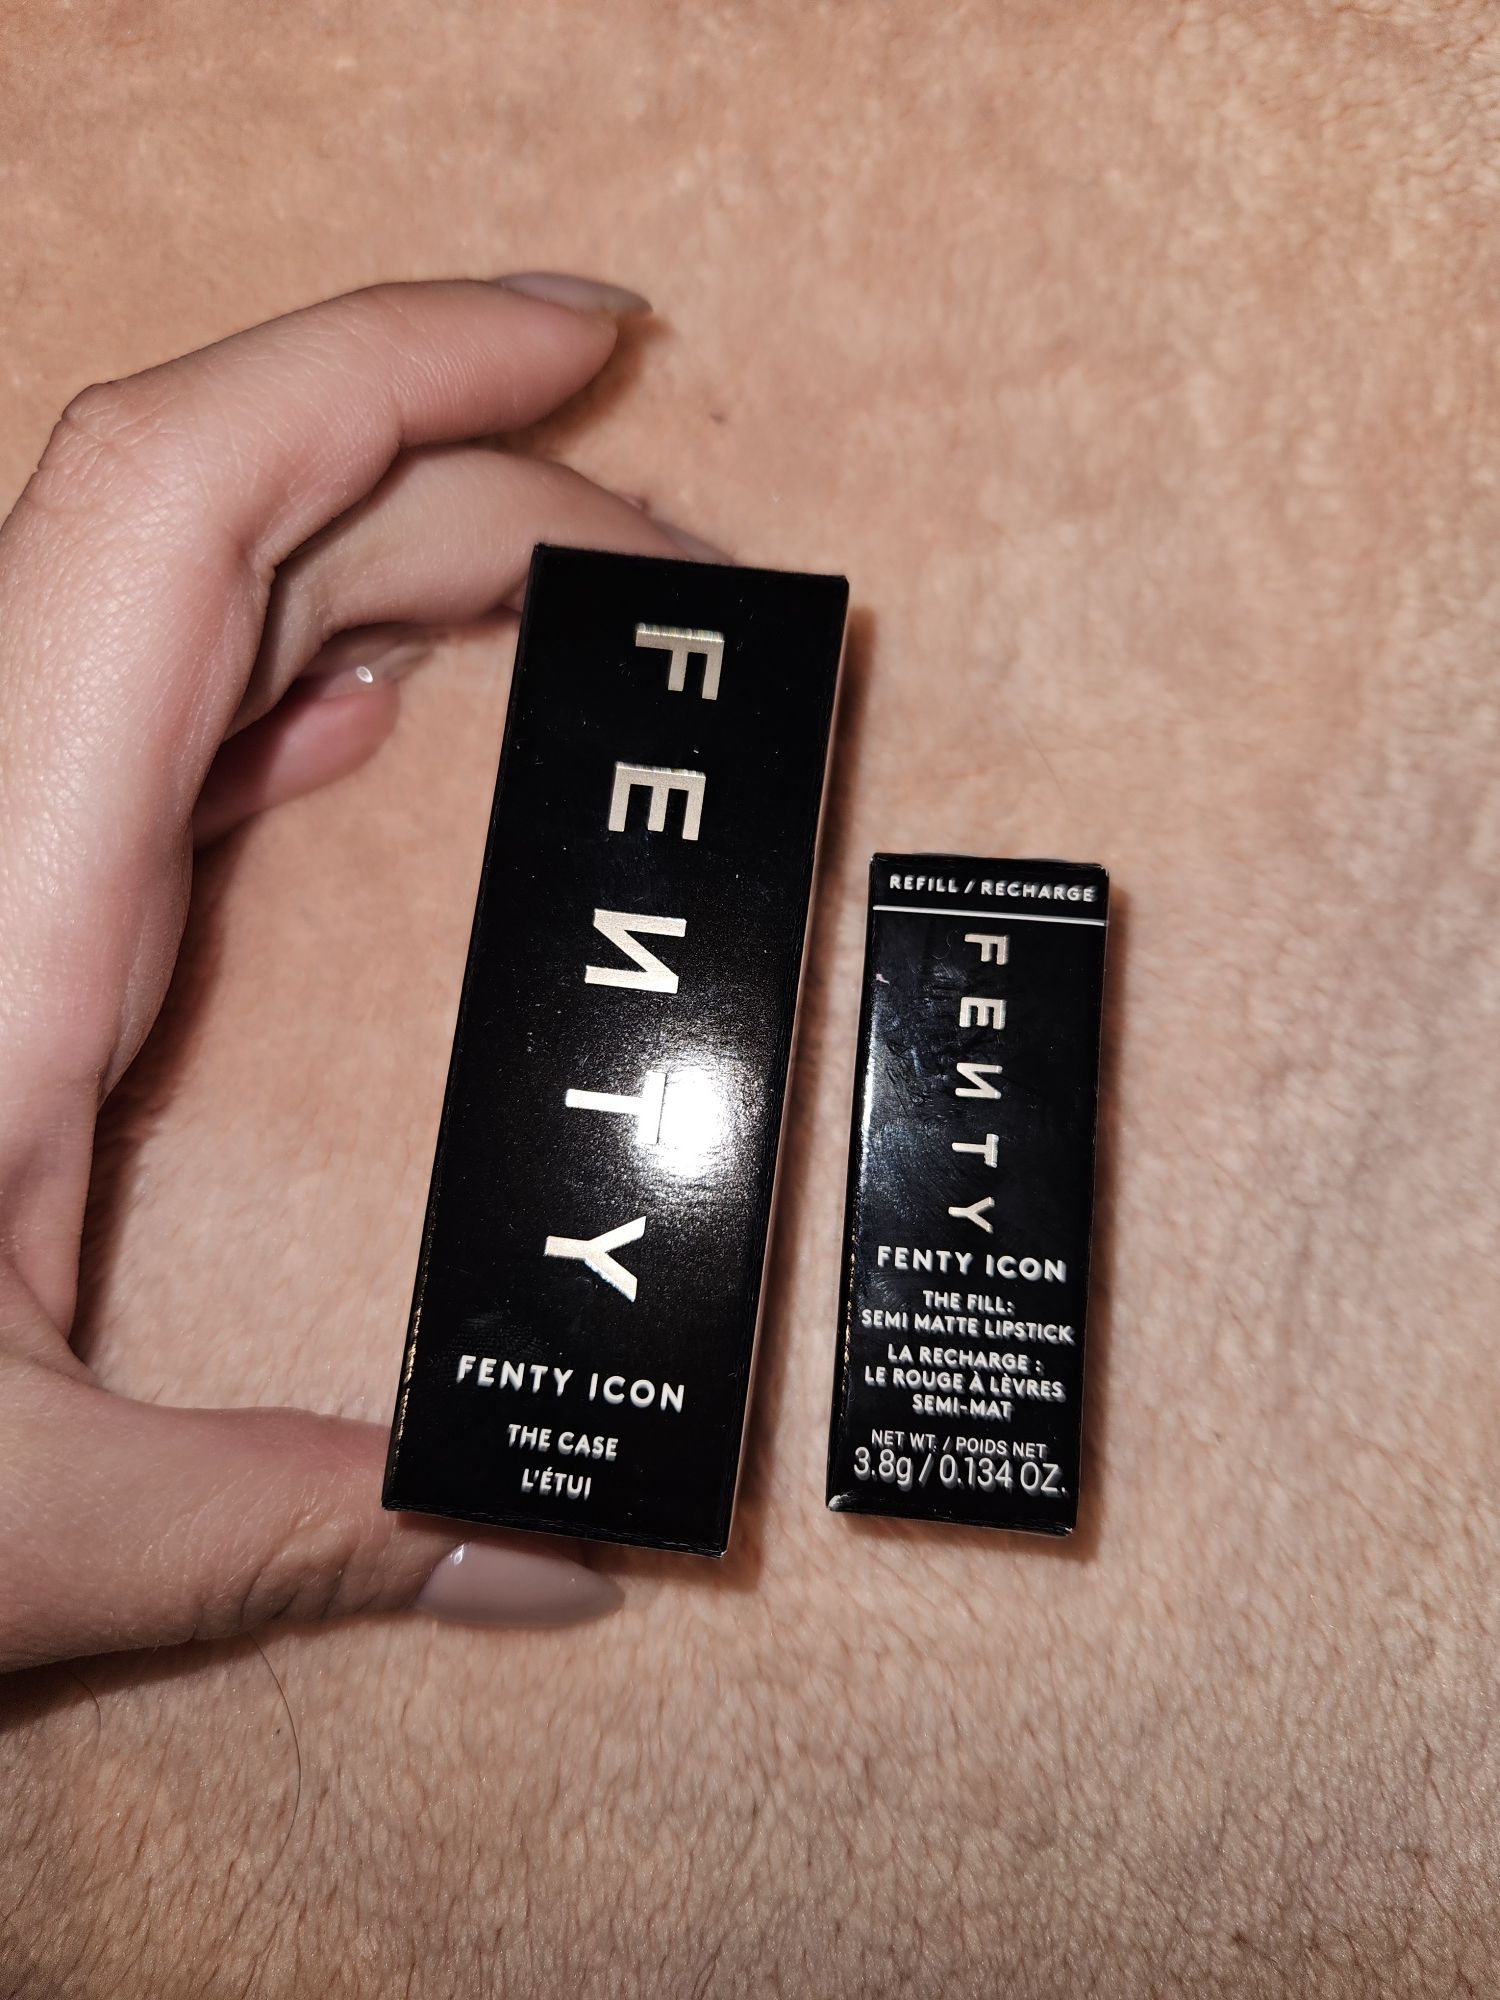 FENTY
FENTY ICON
THE CASE
L'ÉTUI
REFILL / RECHARGE
FENTY
FENTY ICON
THE FILL:
SEMI MATTE LIPSTICK
LA RECHARGE :
LE ROUGE À LÈVRES
SEMI-MAT
NET WT. / POIDS NET
3.8g / 0.134 OZ.